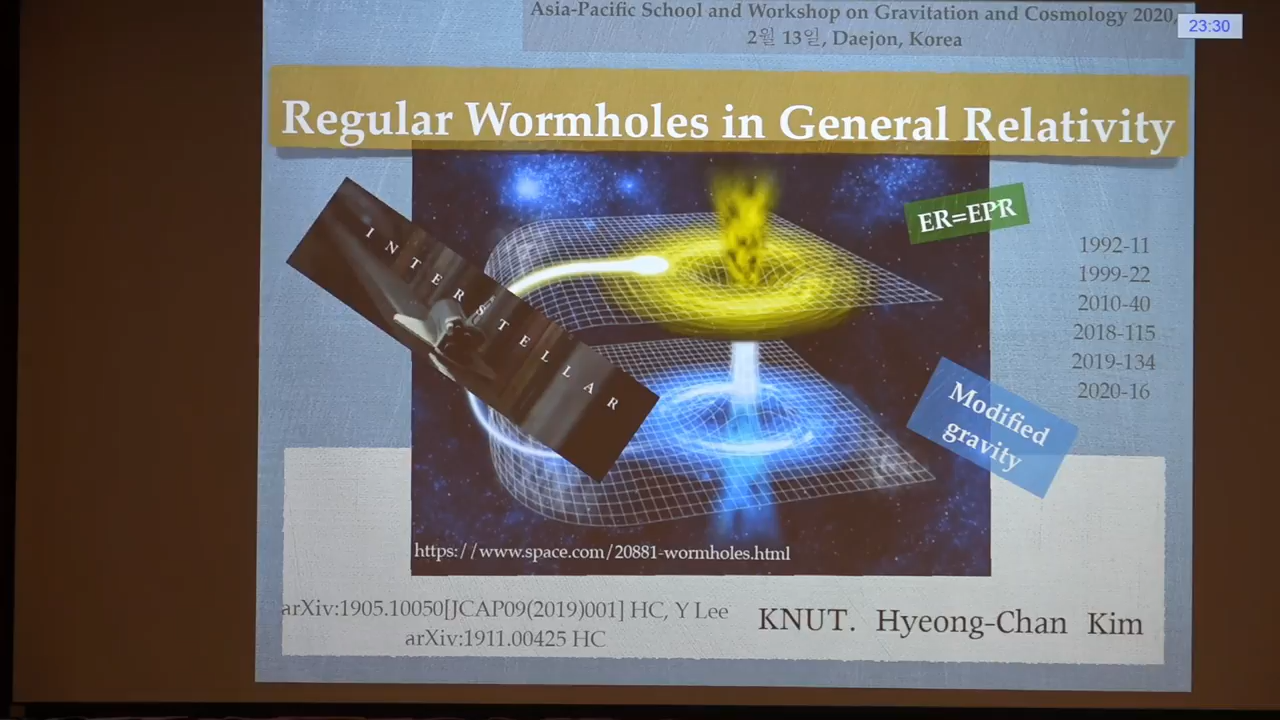 Asia-Pacific School and Workshop on Gravitation and Cosmology 2020,
2월 13일, Daejon, Korea
23:30
Regular Wormholes in General Relativity
INTERSTELLAR
ER=EPR
1992-11
1999-22
2010-40
2018-115
2019-134
2020-16
Modified
gravity
https://www.space.com/20881-wormholes.html
arXiv:1905.10050[JCAP09(2019)001] HC, Y Lee
arXiv:1911.00425 HC
KNUT. Hyeong-Chan Kim